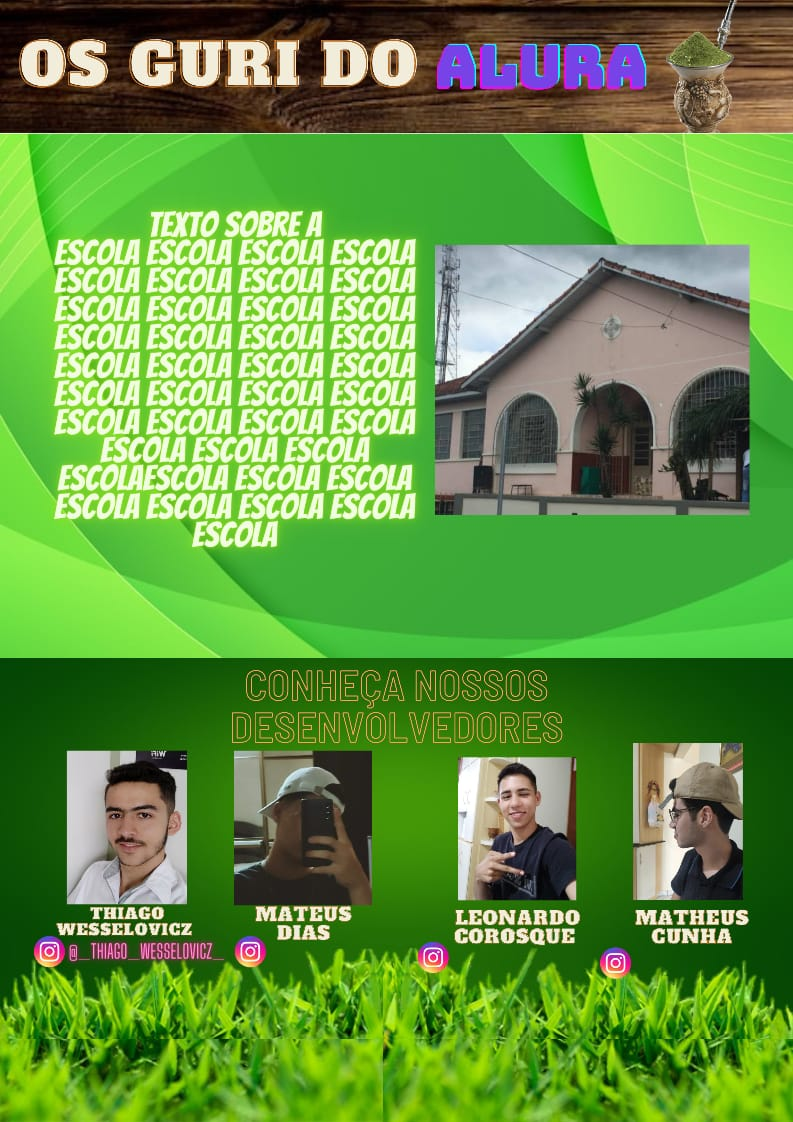 OS GURI DO ALURA
TEXTO SOBRE A
ESCOLA ESCOLA ESCOLA ESCOLA
ESCOLA ESCOLA ESCOLA ESCOLA
ESCOLA ESCOLA ESCOLA ESCOLA
ESCOLA ESCOLA ESCOLA ESCOLA
ESCOLA ESCOLA ESCOLA ESCOLA
ESCOLA ESCOLA ESCOLA ESCOLA
ESCOLA ESCOLA ESCOLA ESCOLA
ESCOLA ESCOLA ESCOLA
ESCOLAESCOLA ESCOLA ESCOLA
ESCOLA ESCOLA ESCOLA ESCOLA
ESCOLA
CONHEÇA NOSSOS
DESENVOLVEDORES
THIAGO
WESSELOVICZ
@__THIAGO__WESSELOVICZ__
MATEUS
DIAS
LEONARDO
COROSQUE
MATHEUS
CUNHA